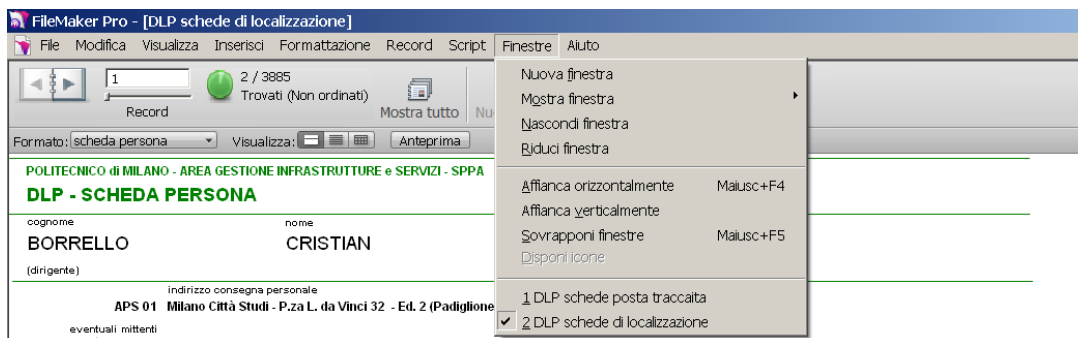 FileMaker Pro - [DLP schede di localizzazione]
File Modifica Visualizza Inserisci Formattazione Record Script Finestre Aiuto
1
Record
2 / 3885
Trovati (Non ordinati)
Mostra tutto
Nu
Formato: scheda persona Visualizza: Anteprima
POLITECNICO di MILANO - AREA GESTIONE INFRASTRUTTURE e SERVIZI - SPPA
DLP - SCHEDA PERSONA
cognome nome
BORRELLO CRISTIAN
(dirigente)
indirizzo consegna personale
APS 01 Milano Città Studi - P.za L. da Vinci 32 - Ed. 2 (Padiglione
eventuali mittenti
Nuova finestra
Mostra finestra
Nascondi finestra
Riduci finestra
Affianca orizzontalmente Maiusc+F4
Affianca verticalmente
Sovrapponi finestre Maiusc+F5
Disponi icone
1 DLP schede posta traccaita
2 DLP schede di localizzazione